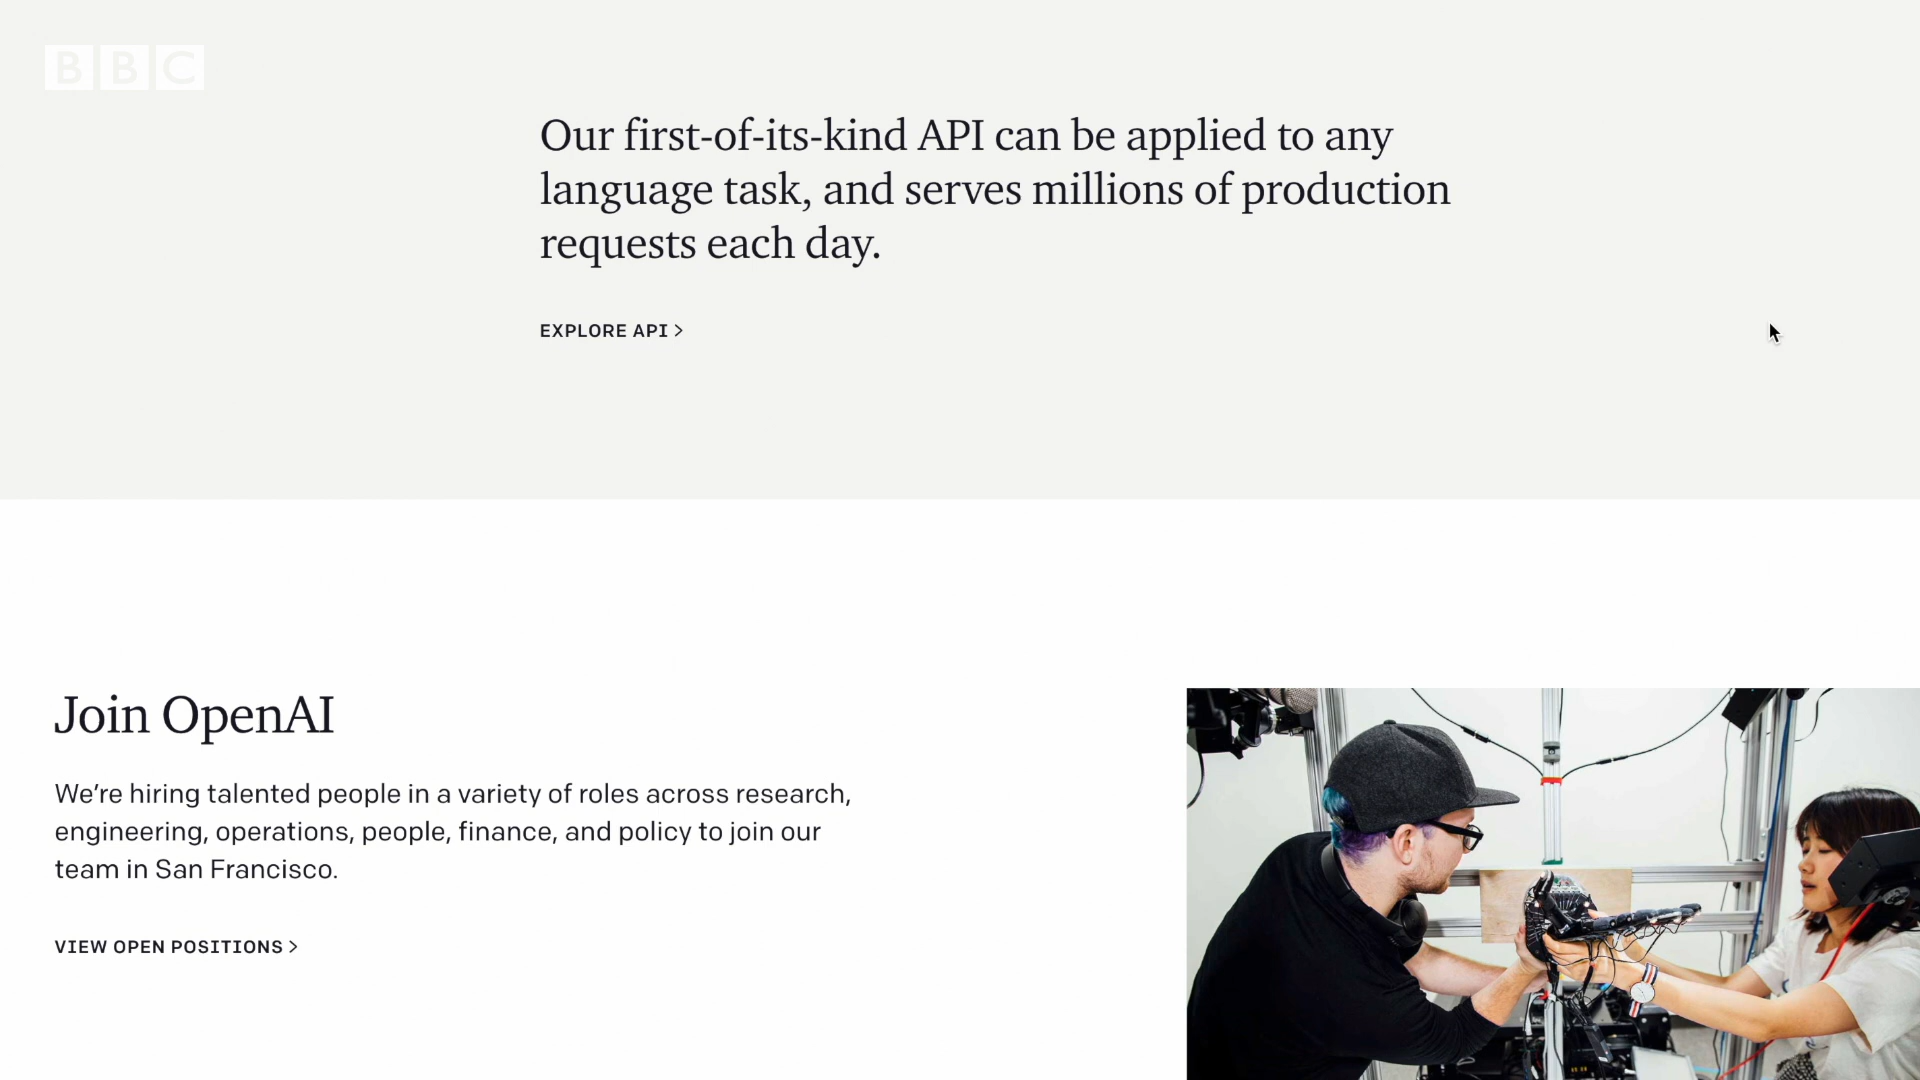 BBC
Our first-of-its-kind API can be applied to any
language task, and serves millions of production
requests each day.
EXPLORE API >
Join OpenAI
We’re hiring talented people in a variety of roles across research,
engineering, operations, people, finance, and policy to join our
team in San Francisco.
VIEW OPEN POSITIONS >